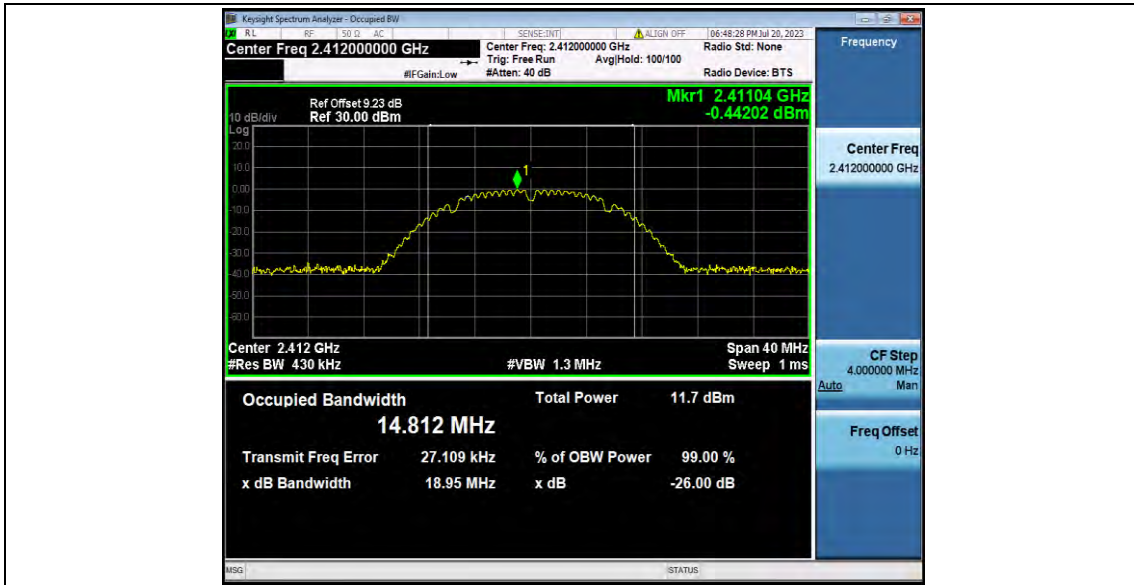 Keysight Spectrum Analyzer - Occupied BW
RL RF 50 Ω AC SENSE:INT ALIGN OFF 06:48:28 PM Jul 20, 2023
Center Freq 2.412000000 GHz
Center Freq: 2.412000000 GHz
Radio Std: None
Trig: Free Run Avg|Hold: 100/100
#IFGain:Low #Atten: 40 dB Radio Device: BTS
Frequency
Mkr1 2.41104 GHz
-0.44202 dBm
Ref Offset 9.23 dB
10 dB/div Ref 30.00 dBm
Log
20.0
10.0
0.00
-10.0
-20.0
-30.0
-40.0
-50.0
-60.0
1
Center 2.412 GHz Span 40 MHz
#Res BW 430 kHz #VBW 1.3 MHz Sweep 1 ms
Occupied Bandwidth Total Power 11.7 dBm
14.812 MHz
Transmit Freq Error 27.109 kHz % of OBW Power 99.00 %
x dB Bandwidth 18.95 MHz x dB -26.00 dB
Center Freq
2.412000000 GHz
CF Step
4.000000 MHz
Auto Man
Freq Offset
0 Hz
MSG STATUS